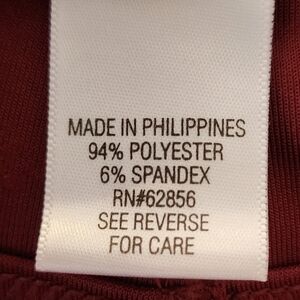 MADE IN PHILIPPINES
94% POLYESTER
6% SPANDEX
RN#62856
SEE REVERSE
FOR CARE